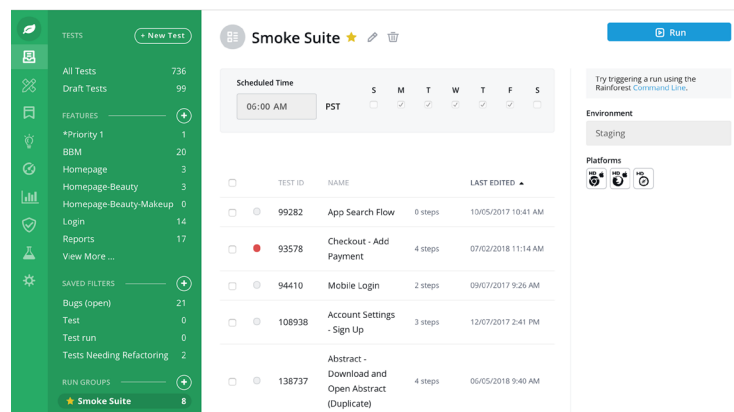 TESTS
+ New Test
All Tests 736
Draft Tests 99
FEATURES
*Priority 1 1
BBM 20
Homepage 3
Homepage-Beauty 3
Homepage-Beauty-Makeup 0
Login 14
Reports 17
View More ...
SAVED FILTERS
Bugs (open) 21
Test 0
Test run 0
Tests Needing Refactoring 2
RUN GROUPS
Smoke Suite 8
Smoke Suite
Scheduled Time
S M T W T F S
06:00 AM PST
TEST ID NAME LAST EDITED
99282 App Search Flow 0 steps 10/05/2017 10:41 AM
93578 Checkout - Add Payment 4 steps 07/02/2018 11:14 AM
94410 Mobile Login 2 steps 09/07/2017 9:26 AM
108938 Account Settings - Sign Up 3 steps 12/07/2017 2:41 PM
138737 Abstract - Download and Open Abstract (Duplicate) 4 steps 06/05/2018 9:40 AM
Run
Try triggering a run using the
Rainforest Command Line.
Environment
Staging
Platforms
HD HD HD